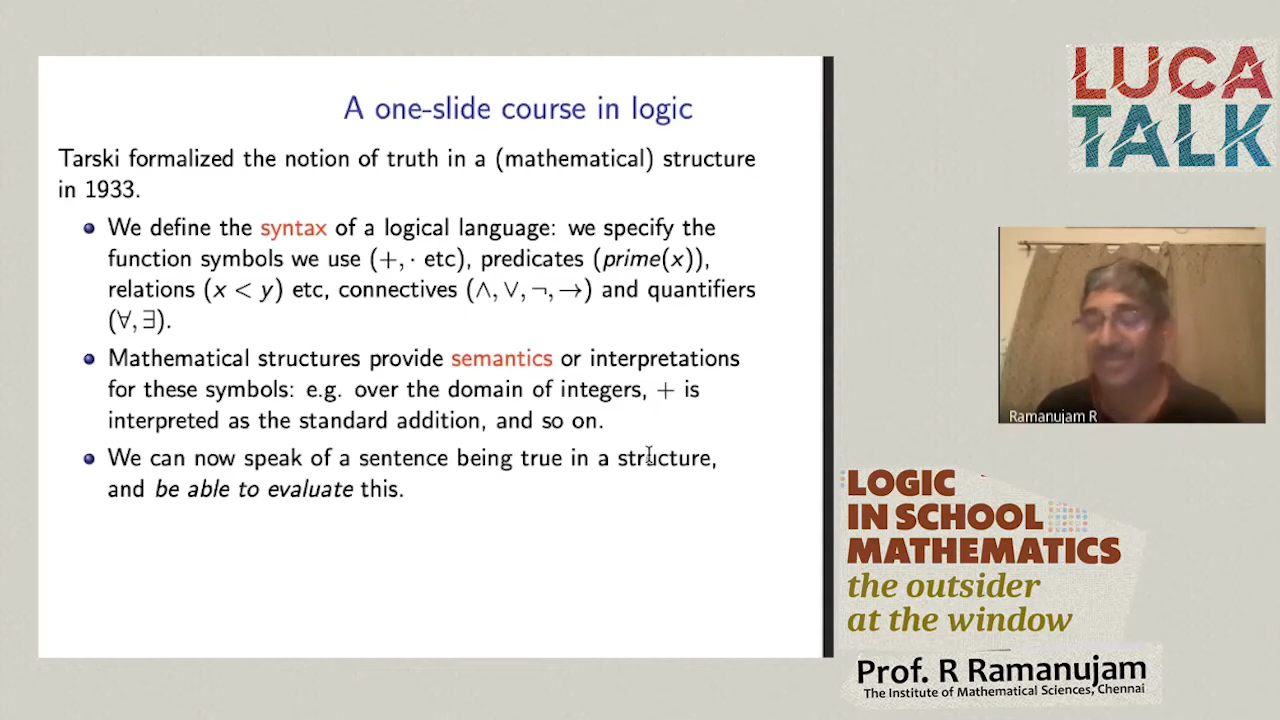 A one-slide course in logic
Tarski formalized the notion of truth in a (mathematical) structure
in 1933.
We define the syntax of a logical language: we specify the
function symbols we use (+, · etc), predicates (prime(x)),
relations (x < y) etc, connectives (∧, ∨, ¬, →) and quantifiers
(∀, ∃).
Mathematical structures provide semantics or interpretations
for these symbols: e.g. over the domain of integers, + is
interpreted as the standard addition, and so on.
We can now speak of a sentence being true in a structure,
and be able to evaluate this.
LUCA
TALK
Ramanujam R
LOGIC
IN SCHOOL
MATHEMATICS
the outsider
at the window
Prof. R Ramanujam
The Institute of Mathematical Sciences, Chennai